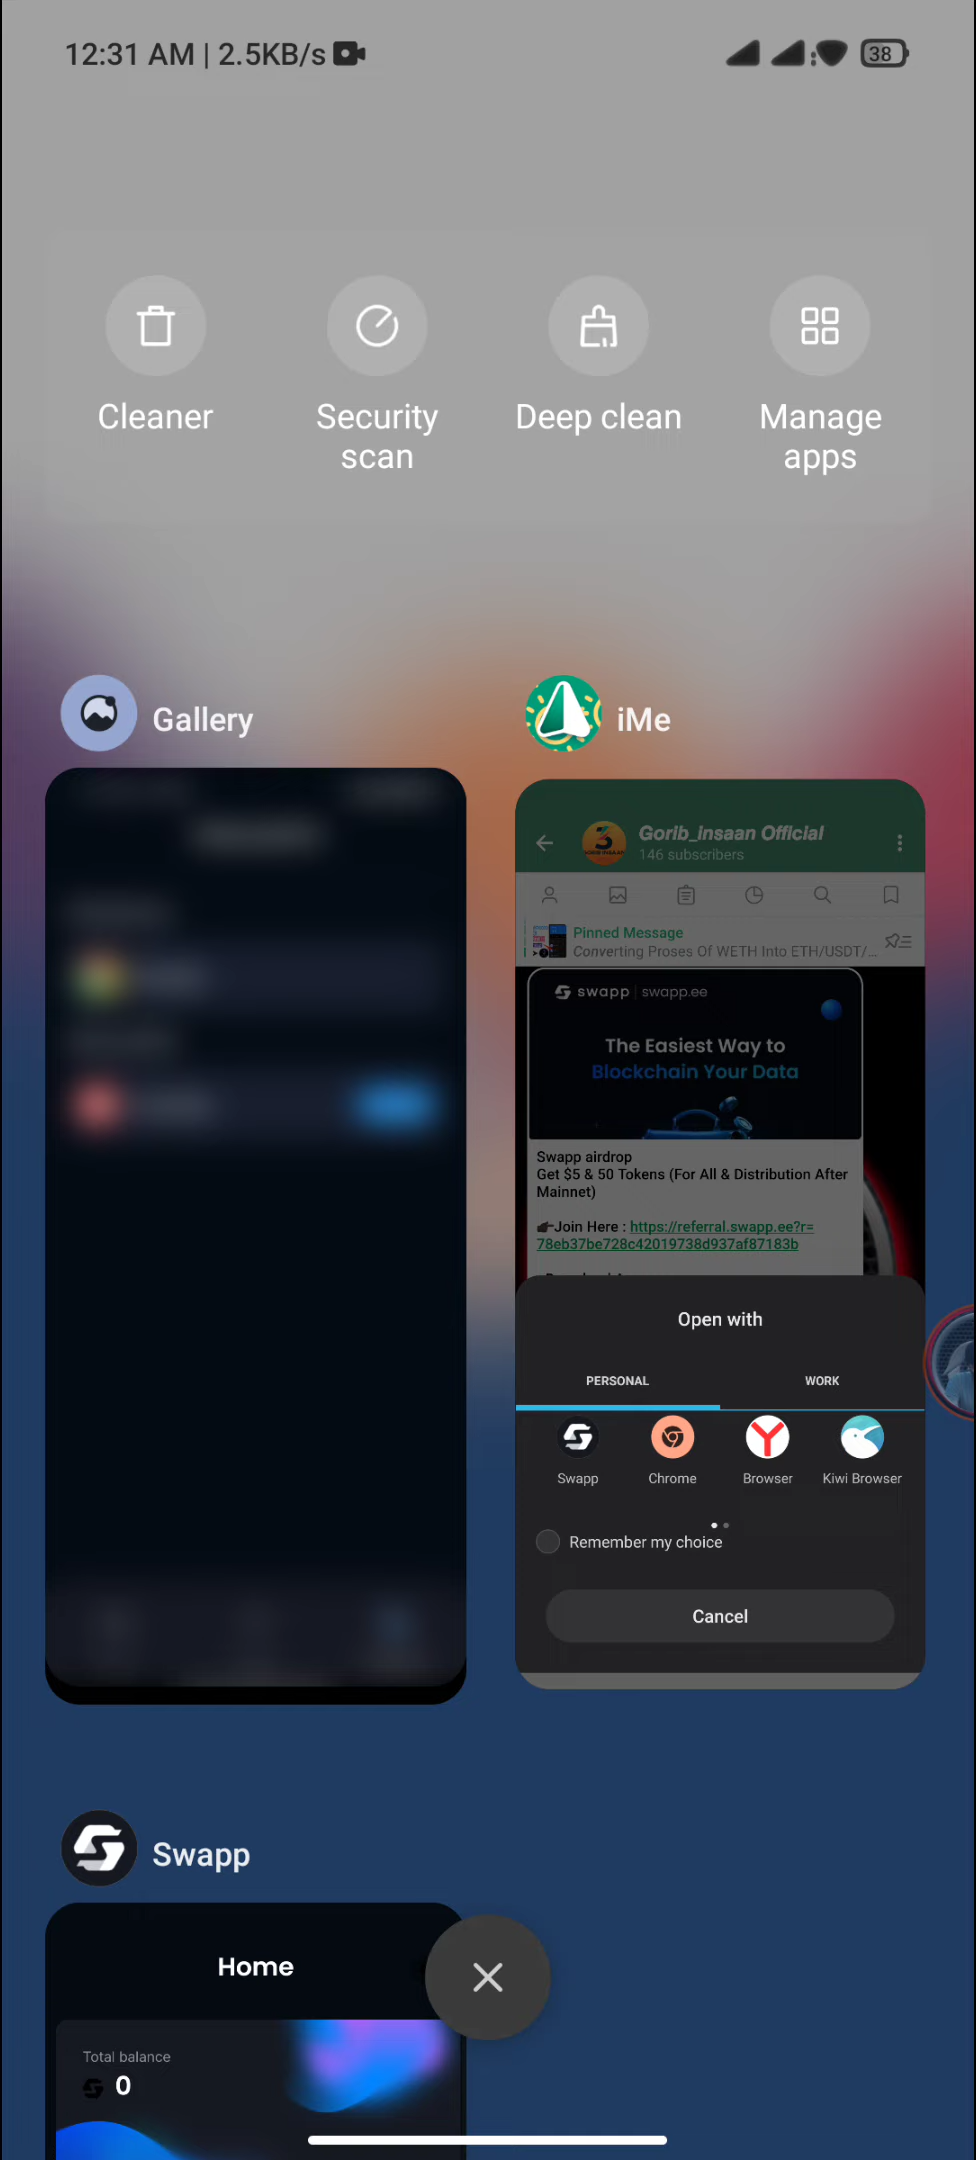 12:31 AM | 2.5KB/s
38
Cleaner
Security
scan
Deep clean
Manage
apps
Gallery
iMe
Gorib_Insaan Official
146 subscribers
Pinned Message
Converting Proses Of WETH Into ETH/USDT/...
swapp | swapp.ee
The Easiest Way to
Blockchain Your Data
Swapp airdrop
Get $5 & 50 Tokens (For All & Distribution After
Mainnet)
Join Here : https://referral.swapp.ee?r=
78eb37be728c42019738d937af87183b
Open with
PERSONAL
WORK
Swapp
Chrome
Browser
Kiwi Browser
Remember my choice
Cancel
Swapp
Home
Total balance
0